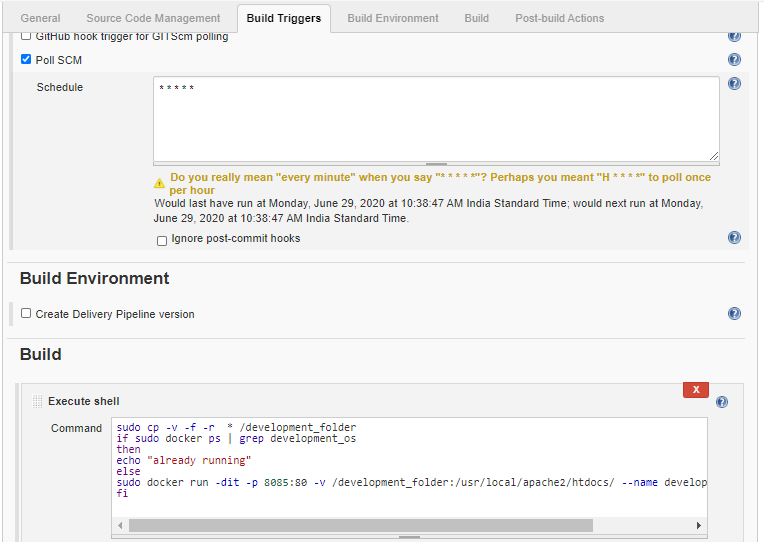 General Source Code Management Build Triggers Build Environment Build Post-build Actions
GitHub hook trigger for GITScm polling
Poll SCM
Schedule
* * * * *
Do you really mean "every minute" when you say "* * * * *"? Perhaps you meant "H * * * *" to poll once
per hour
Would last have run at Monday, June 29, 2020 at 10:38:47 AM India Standard Time; would next run at Monday,
June 29, 2020 at 10:38:47 AM India Standard Time.
Ignore post-commit hooks
Build Environment
Create Delivery Pipeline version
Build
X
Execute shell
Command
sudo cp -v -f -r  * /development_folder
if sudo docker ps | grep development_os
then
echo "already running"
else
sudo docker run -dit -p 8085:80 -v /development_folder:/usr/local/apache2/htdocs/ --name develop
fi